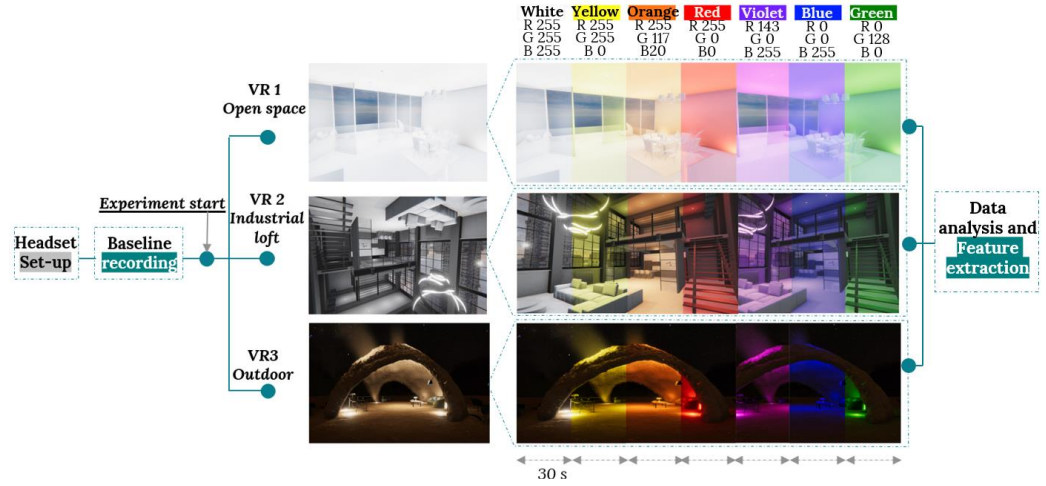 White Yellow Orange Red Violet Blue Green
R 255 R 255 R 255 R 255 R 143 R 0 R 0
G 255 G 255 G 117 G 0 G 0 G 0 G 128
B 255 B 0 B20 B0 B 255 B 255 B 0
VR 1
Open space
VR 2
Industrial
loft
Experiment start
Headset
Set-up
Baseline
recording
VR3
Outdoor
Data
analysis and
Feature
extraction
30 s